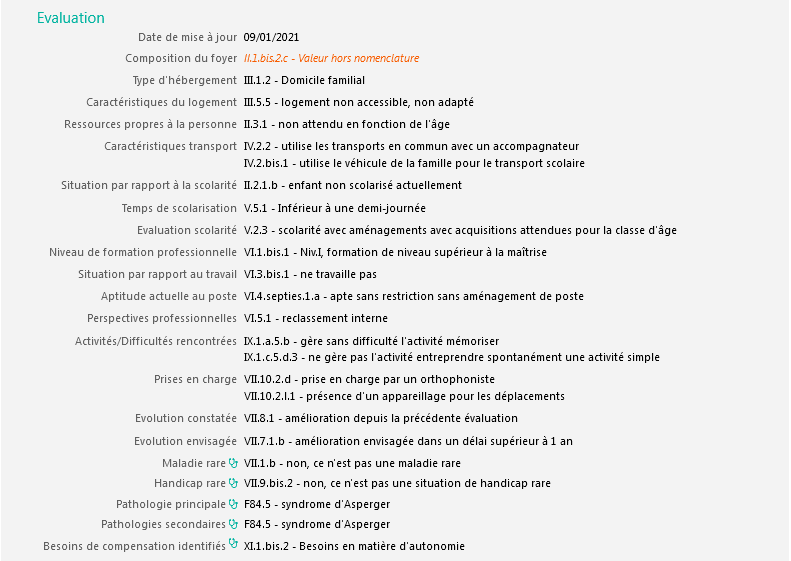 Evaluation
Date de mise à jour 09/01/2021
Composition du foyer II.1.bis.2.c - Valeur hors nomenclature
Type d'hébergement III.1.2 - Domicile familial
Caractéristiques du logement III.5.5 - logement non accessible, non adapté
Ressources propres à la personne II.3.1 - non attendu en fonction de l'âge
Caractéristiques transport IV.2.2 - utilise les transports en commun avec un accompagnateur
IV.2.bis.1 - utilise le véhicule de la famille pour le transport scolaire
Situation par rapport à la scolarité II.2.1.b - enfant non scolarisé actuellement
Temps de scolarisation V.5.1 - Inférieur à une demi-journée
Evaluation scolarité V.2.3 - scolarité avec aménagements avec acquisitions attendues pour la classe d'âge
Niveau de formation professionnelle VI.1.bis.1 - Niv.I, formation de niveau supérieur à la maîtrise
Situation par rapport au travail VI.3.bis.1 - ne travaille pas
Aptitude actuelle au poste VI.4.septies.1.a - apte sans restriction sans aménagement de poste
Perspectives professionnelles VI.5.1 - reclassement interne
Activités/Difficultés rencontrées IX.1.a.5.b - gère sans difficulté l'activité mémoriser
IX.1.c.5.d.3 - ne gère pas l'activité entreprendre spontanément une activité simple
Prises en charge VII.10.2.d - prise en charge par un orthophoniste
VII.10.2.l.1 - présence d'un appareillage pour les déplacements
Evolution constatée VII.8.1 - amélioration depuis la précédente évaluation
Evolution envisagée VII.7.1.b - amélioration envisagée dans un délai supérieur à 1 an
Maladie rare VII.1.b - non, ce n'est pas une maladie rare
Handicap rare VII.9.bis.2 - non, ce n'est pas une situation de handicap rare
Pathologie principale F84.5 - syndrome d'Asperger
Pathologies secondaires F84.5 - syndrome d'Asperger
Besoins de compensation identifiés XI.1.bis.2 - Besoins en matière d'autonomie